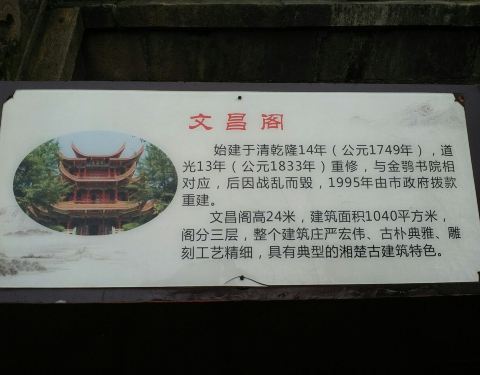 文昌阁
始建于清乾隆14年（公元1749年），道
光13年（公元1833年）重修，与金鹗书院相
对应，后因战乱而毁，1995年由市政府拨款
重建。
文昌阁高24米，建筑面积1040平方米，
阁分三层，整个建筑庄严宏伟、古朴典雅、雕
刻工艺精细，具有典型的湘楚古建筑特色。